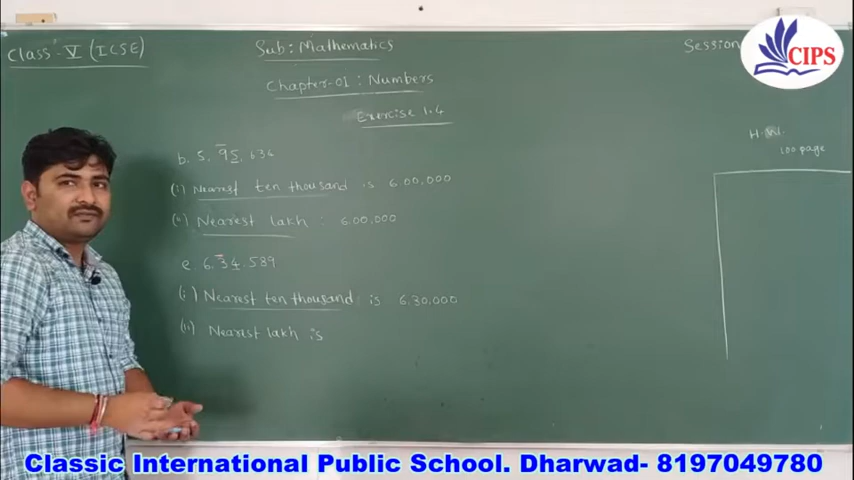 Class - V (ICSE)
Sub : Mathematics
Session
CIPS
Chapter-01 : Numbers
Exercise 1.4
H.W.
100 page
b. 5,95,636
(i) Nearest ten thousand is 6,00,000
(ii) Nearest lakh : 6,00,000
e 6,34,589
(i) Nearest ten thousand is 6,30,000
(ii) Nearest lakh is
Classic International Public School. Dharwad- 8197049780